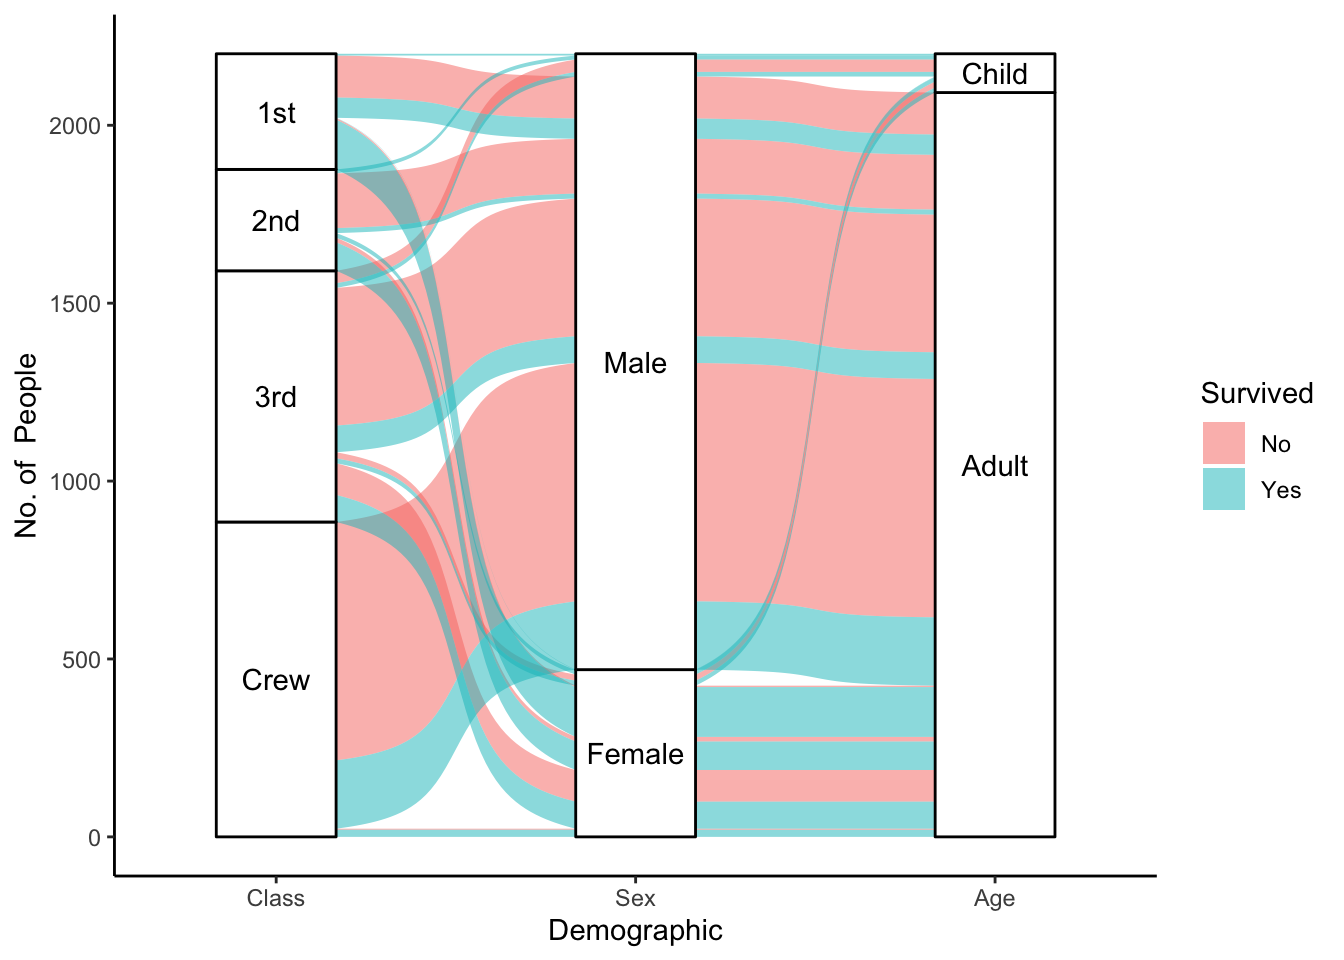 No. of  People
2000
1500
1000
500
0
1st
2nd
3rd
Crew
Male
Female
Child
Adult
Class
Sex
Age
Demographic
Survived
No
Yes